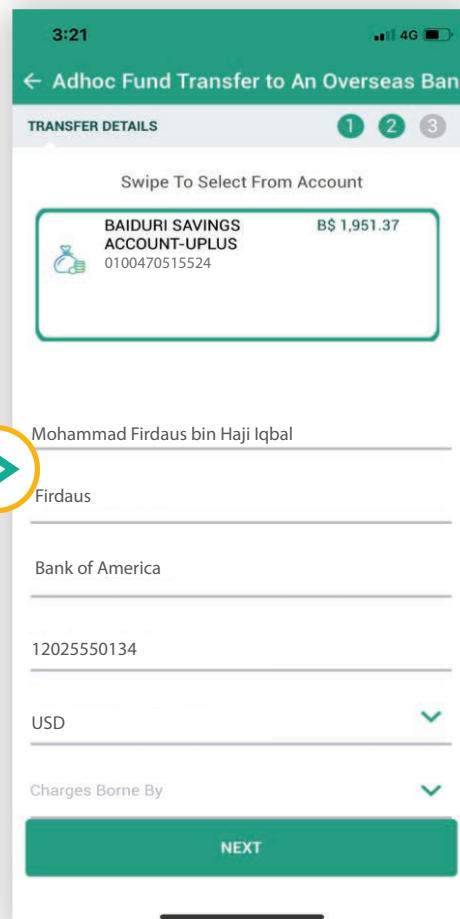 3:21
4G
← Adhoc Fund Transfer to An Overseas Ban
TRANSFER DETAILS 1 2 3
Swipe To Select From Account
BAIDURI SAVINGS B$ 1,951.37
ACCOUNT-UPLUS
0100470515524
Mohammad Firdaus bin Haji Iqbal
Firdaus
Bank of America
12025550134
USD
Charges Borne By
NEXT